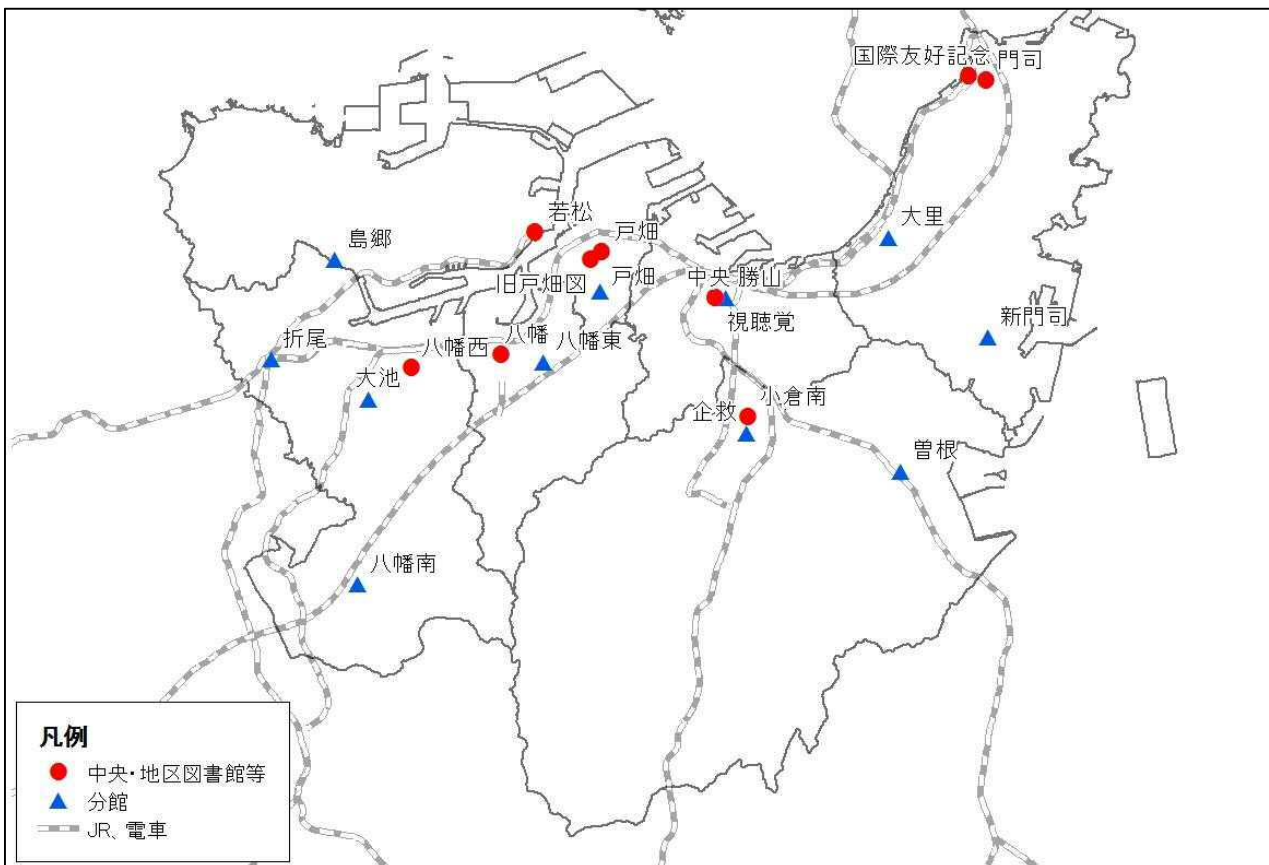 国際友好記念 門司
若松
大里
戸畑
島郷
中央 勝山
旧戸畑図 戸畑
視聴覚
新門司
折尾
八幡西 八幡 八幡東
大池
小倉南
企救
曽根
八幡南
凡例
中央・地区図書館等
分館
JR、電車